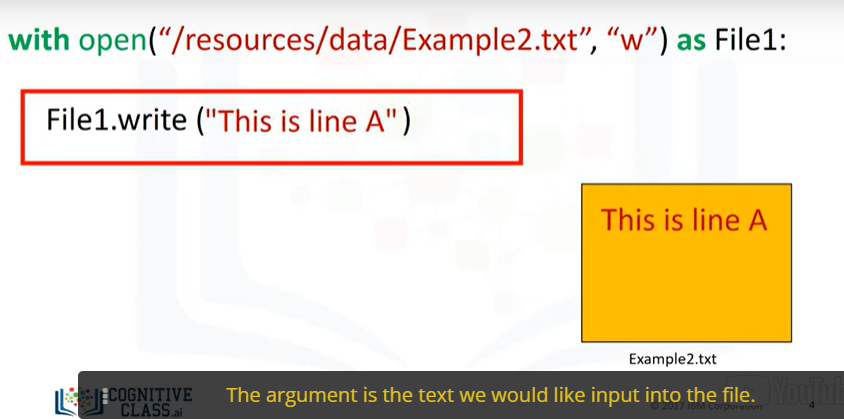 with open(“/resources/data/Example2.txt”, “w”) as File1:
File1.write ("This is line A")
This is line A
Example2.txt
COGNITIVE
CLASS.ai
The argument is the text we would like input into the file.
YouTube
© 2017 IBM Corporation
4